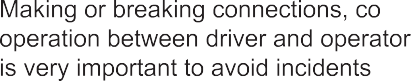 Making or breaking connections, co
operation between driver and operator
is very important to avoid incidents